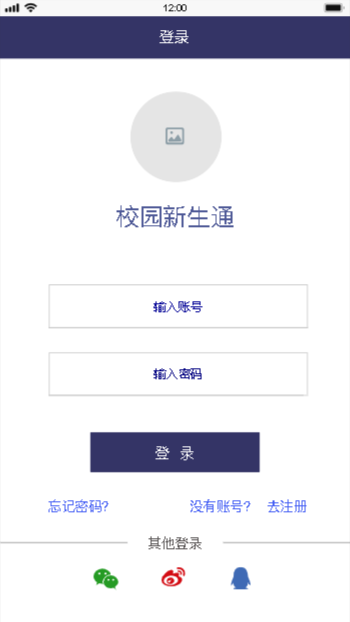 12:00
登录
校园新生通
输入账号
输入密码
登 录
忘记密码? 没有账号? 去注册
其他登录